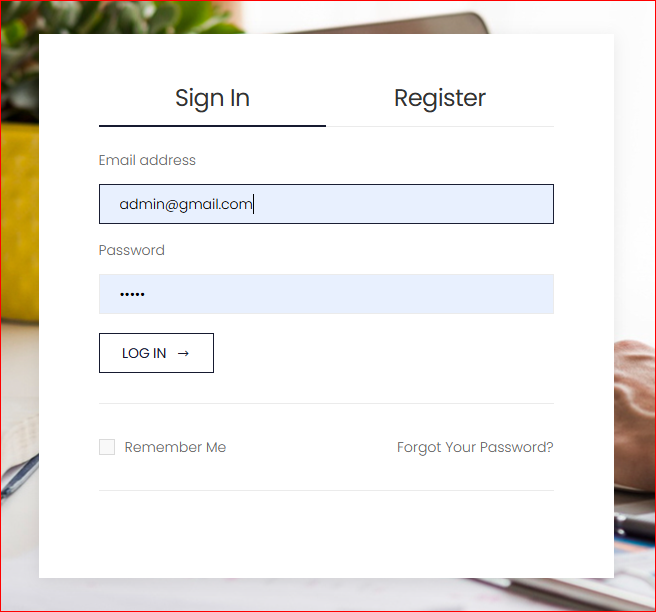 Sign In Register
Email address
admin@gmail.com
Password
•••••
LOG IN →
Remember Me Forgot Your Password?